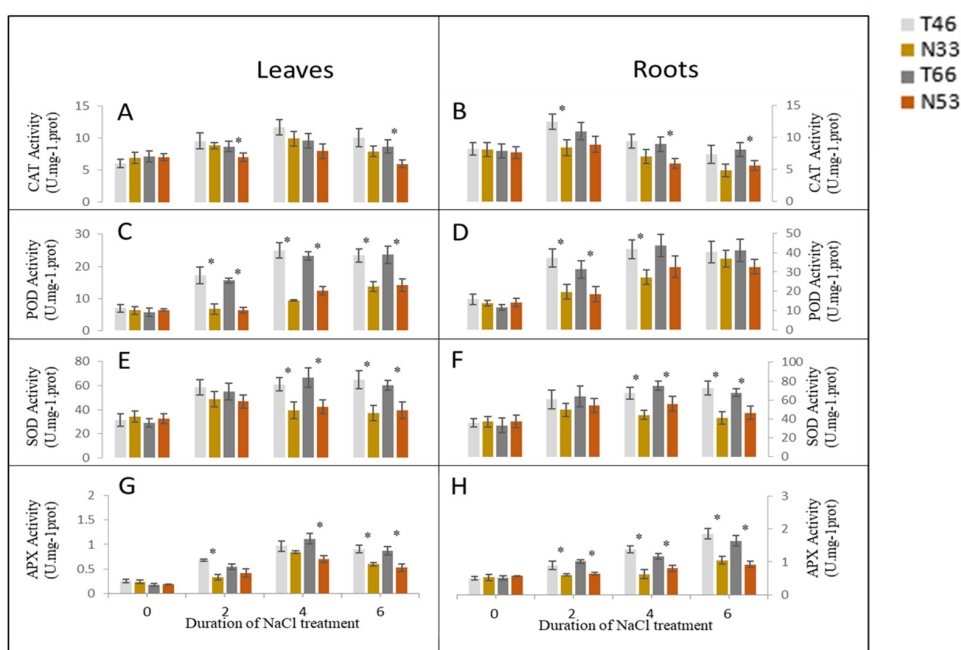 T46
N33
T66
N53
Leaves
Roots
A
CAT Activity
(U.mg-1.prot)
15
10
5
0
*
*
B
15
10
5
0
CAT Activity
(U.mg-1.prot)
*
*
*
C
POD Activity
(U.mg-1.prot)
30
20
10
0
*
*
*
*
*
*
D
50
40
30
20
10
0
POD Activity
(U.mg-1.prot)
*
*
*
E
SOD Activity
(U.mg-1.prot)
80
60
40
20
0
*
*
*
*
F
100
80
60
40
20
0
SOD Activity
(U.mg-1.prot)
*
*
*
*
G
APX Activity
(U.mg-1prot)
2
1.5
1
0.5
0
*
*
*
*
0 2 4 6
Duration of NaCl treatment
H
3
2
1
0
APX Activity
(U.mg-1prot)
*
*
*
*
*
*
0 2 4 6
Duration of NaCl treatment